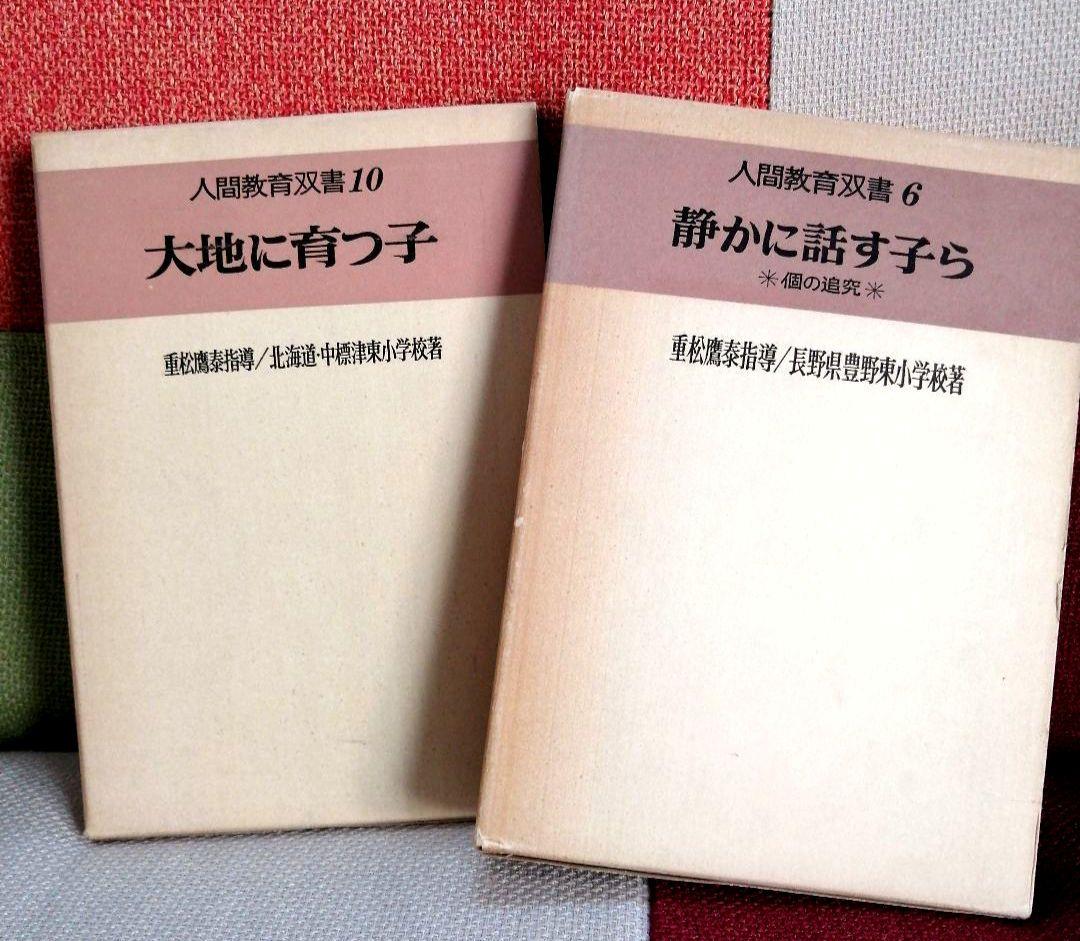 人間教育双書10
大地に育つ子
重松鷹泰指導/北海道・中標津東小学校著
人間教育双書6
静かに話す子ら
＊個の追究＊
重松鷹泰指導/長野県豊野東小学校著